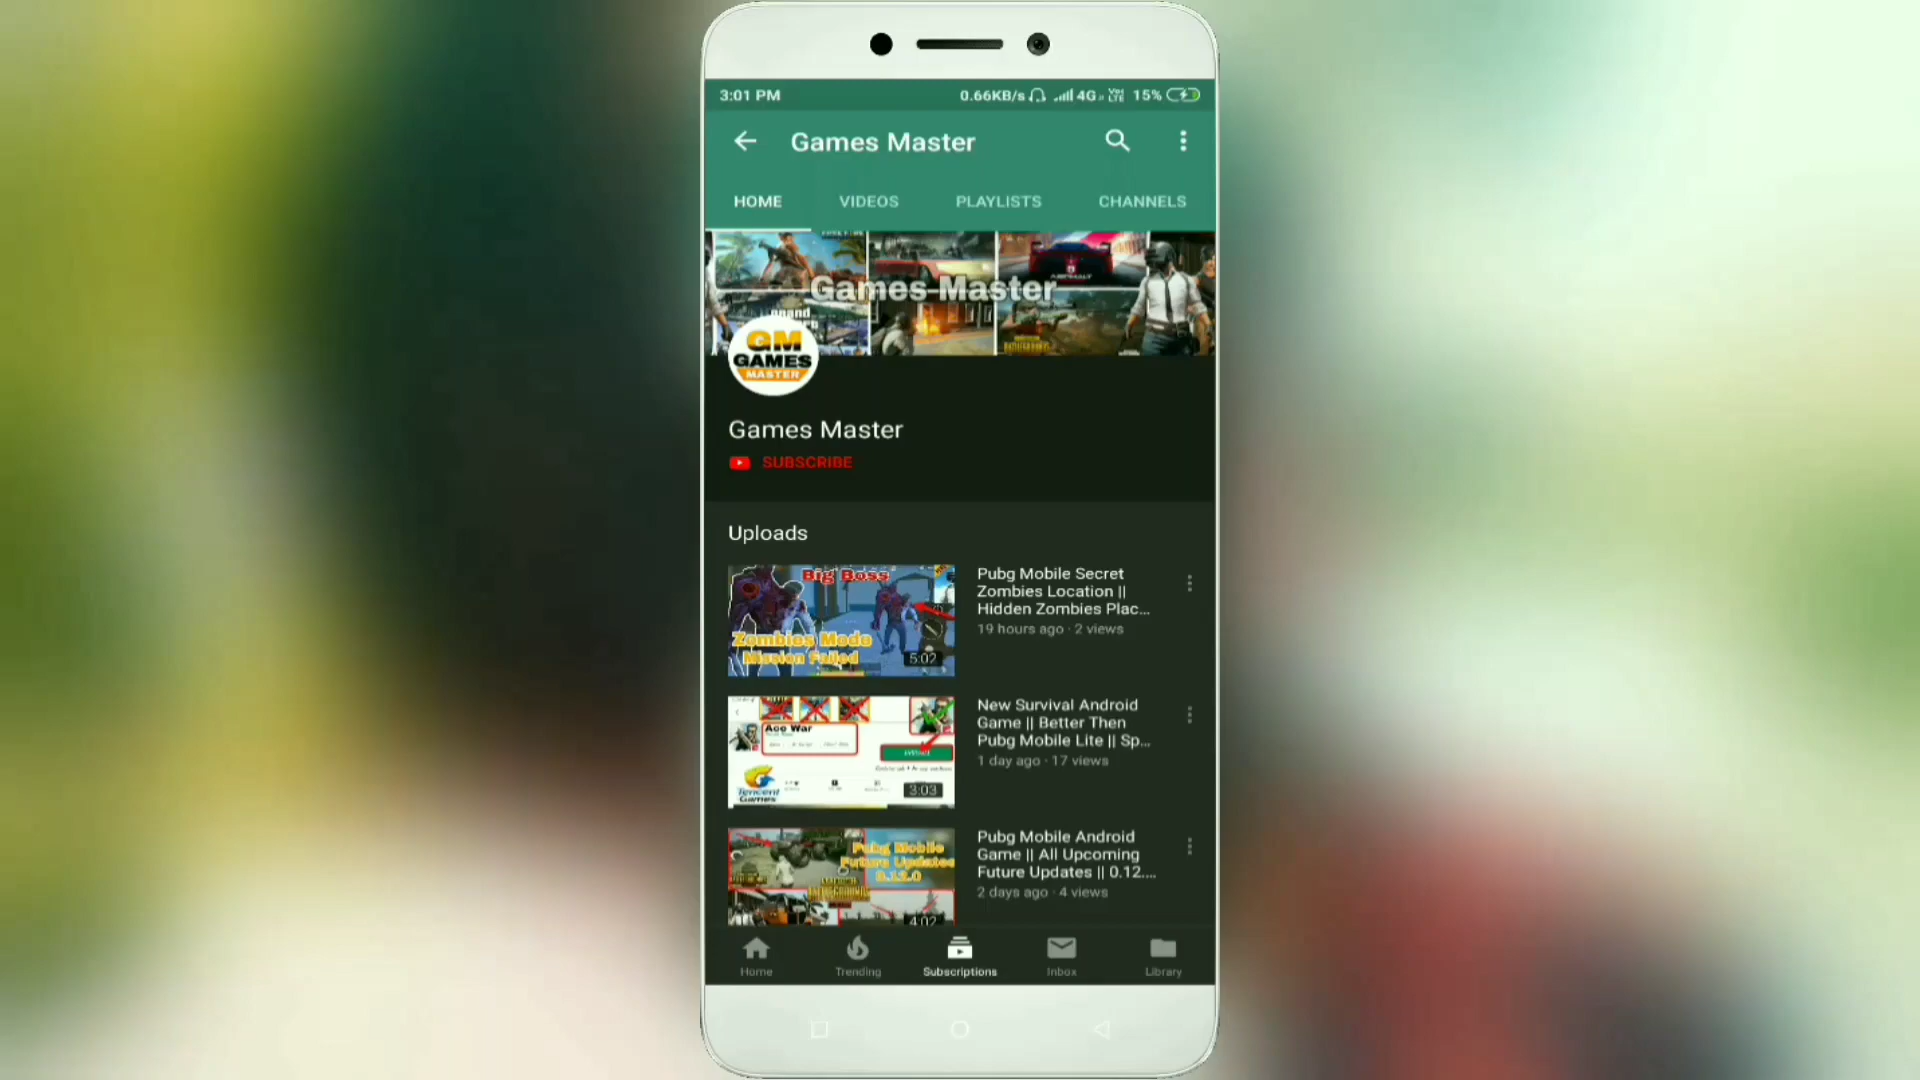 3:01 PM 0.66KB/s 4G 15%
Games Master
HOME VIDEOS PLAYLISTS CHANNELS
Games Master
GM
GAMES
MASTER
Games Master
SUBSCRIBE
Uploads
Big Boss
Zombies Mode
Mission Failed
5:02
Pubg Mobile Secret
Zombies Location ||
Hidden Zombies Plac...
19 hours ago · 2 views
Ace War
Tencent
Games
3:03
New Survival Android
Game || Better Then
Pubg Mobile Lite || Sp...
1 day ago · 17 views
Pubg Mobile
Future Updates
0.12.0
4:02
Pubg Mobile Android
Game || All Upcoming
Future Updates || 0.12....
2 days ago · 4 views
Home Trending Subscriptions Inbox Library